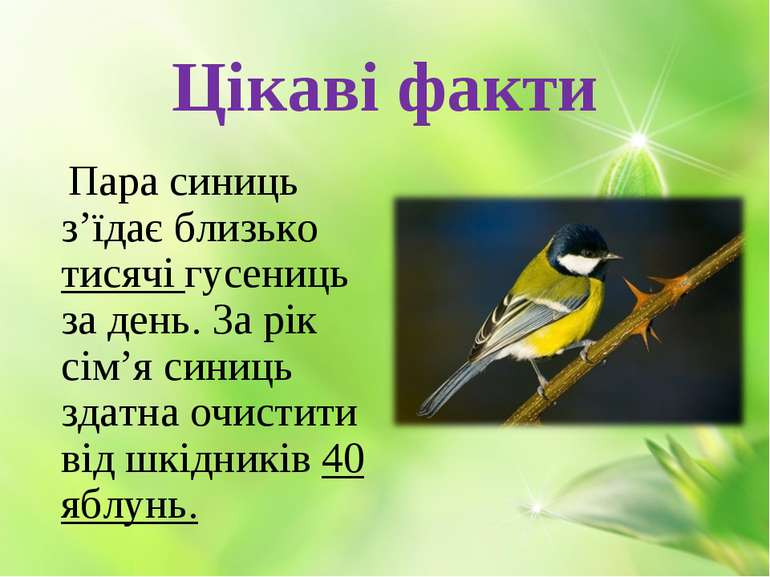 Цікаві факти
Пара синиць
з’їдає близько
тисячі гусениць
за день. За рік
сім’я синиць
здатна очистити
від шкідників 40
яблунь.